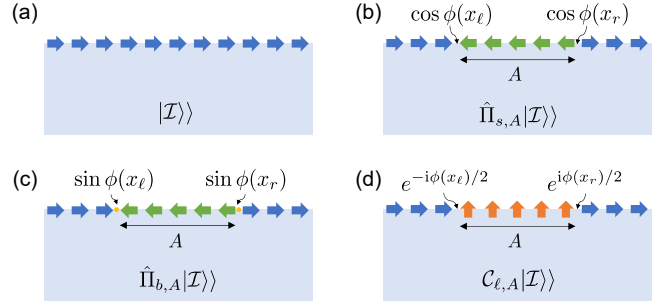 (a)
|ℐ⟩⟩
(b)
cos ϕ(x_ℓ) cos ϕ(x_r)
A
Π̂_{s,A}|ℐ⟩⟩
(c)
sin ϕ(x_ℓ) sin ϕ(x_r)
A
Π̂_{b,A}|ℐ⟩⟩
(d)
e^{-iϕ(x_ℓ)/2} e^{iϕ(x_r)/2}
A
𝒞_{ℓ,A}|ℐ⟩⟩